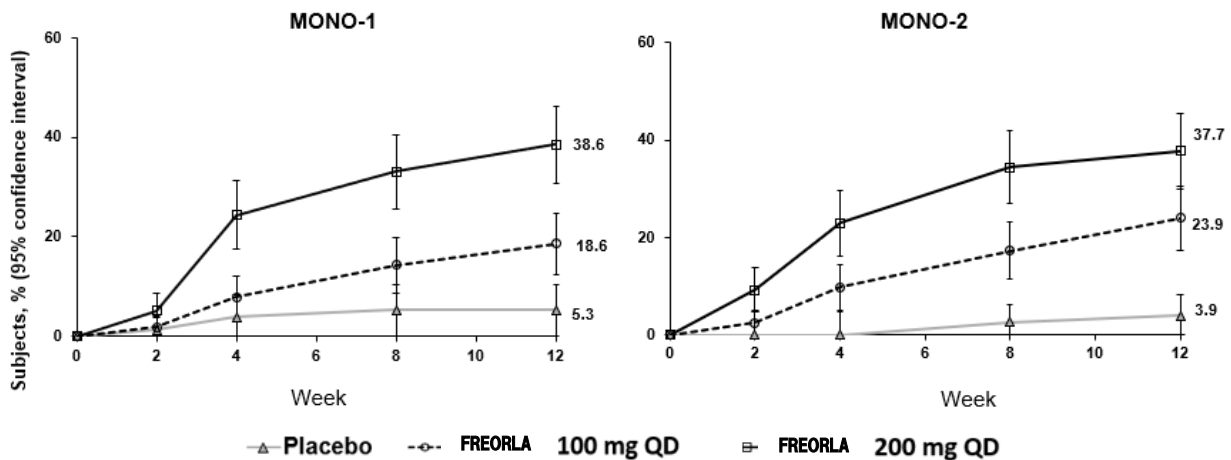 MONO-1
MONO-2
Subjects, % (95% confidence interval)
60
40
20
0
0 2 4 6 8 10 12
38.6
18.6
5.3
Week
60
40
20
0
0 2 4 6 8 10 12
37.7
23.9
3.9
Week
Placebo FREORLA 100 mg QD FREORLA 200 mg QD